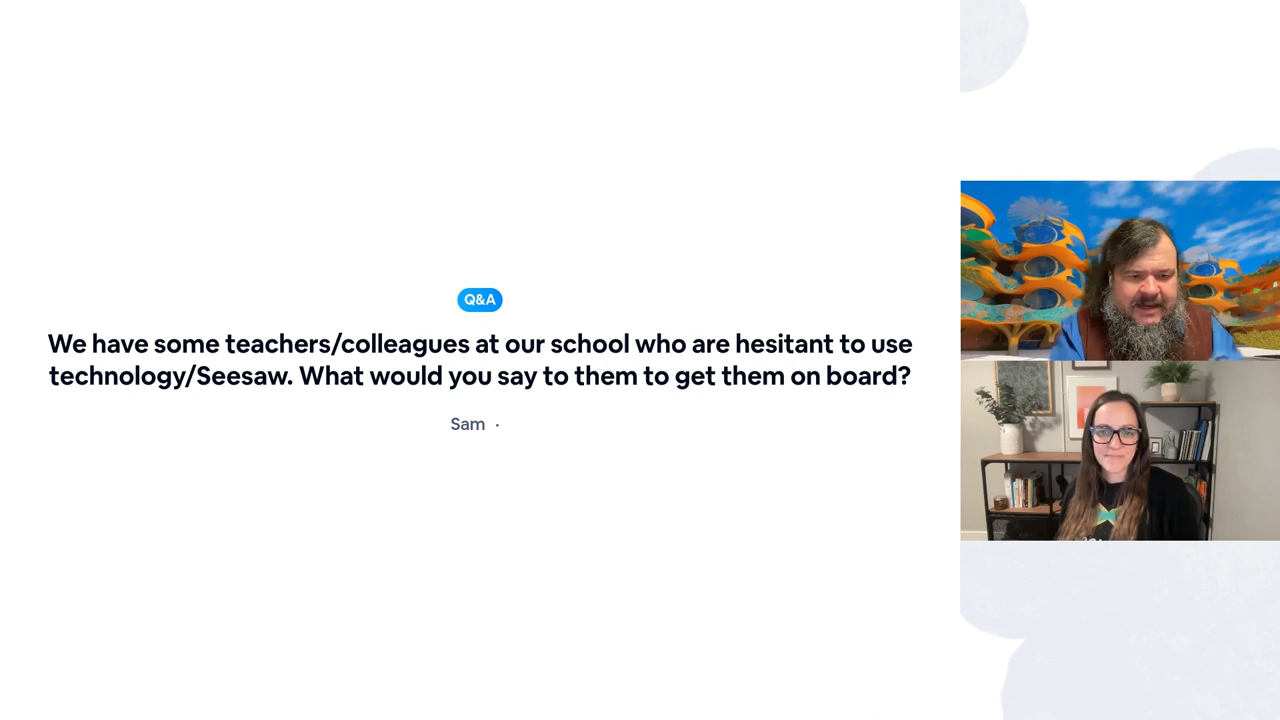 Q&A
We have some teachers/colleagues at our school who are hesitant to use
technology/Seesaw. What would you say to them to get them on board?
Sam ·